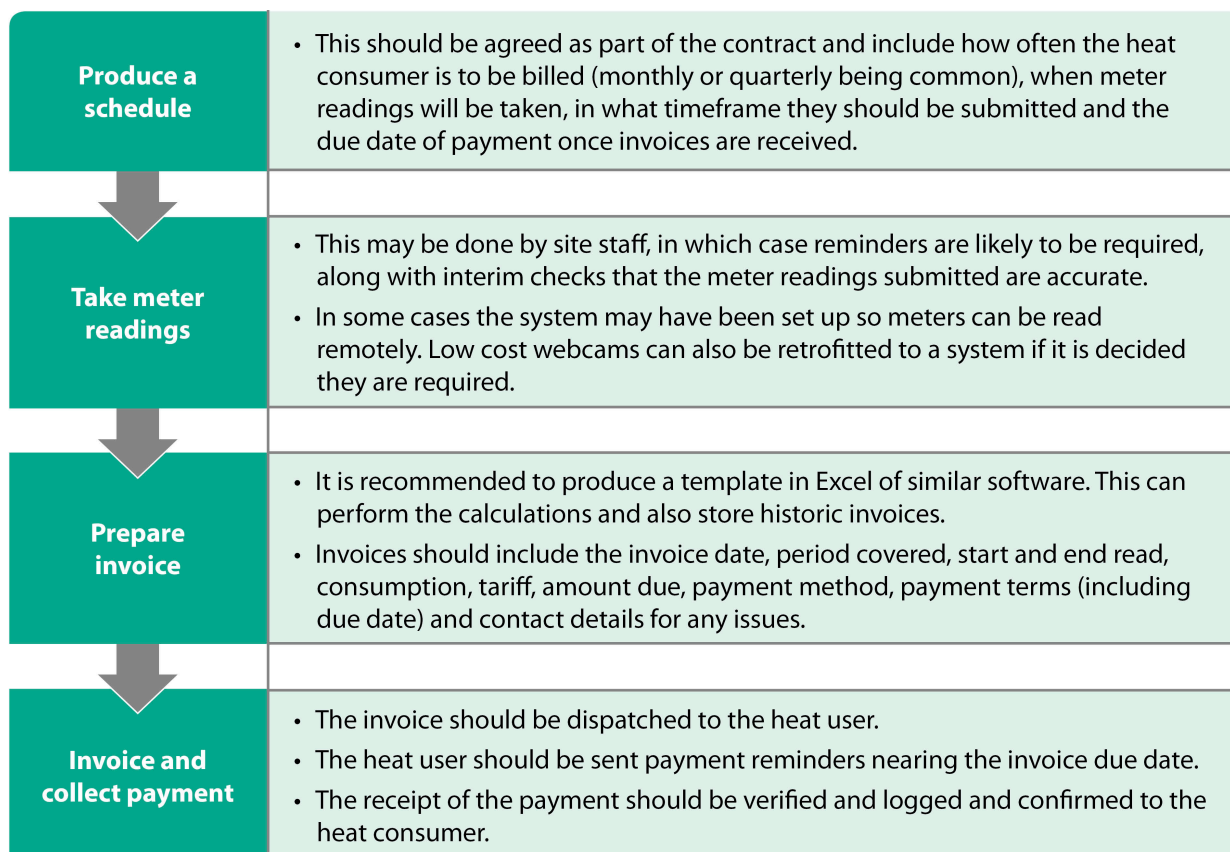 Produce a
schedule
• This should be agreed as part of the contract and include how often the heat
consumer is to be billed (monthly or quarterly being common), when meter
readings will be taken, in what timeframe they should be submitted and the
due date of payment once invoices are received.
Take meter
readings
• This may be done by site staff, in which case reminders are likely to be required,
along with interim checks that the meter readings submitted are accurate.
• In some cases the system may have been set up so meters can be read
remotely. Low cost webcams can also be retrofitted to a system if it is decided
they are required.
Prepare
invoice
• It is recommended to produce a template in Excel of similar software. This can
perform the calculations and also store historic invoices.
• Invoices should include the invoice date, period covered, start and end read,
consumption, tariff, amount due, payment method, payment terms (including
due date) and contact details for any issues.
Invoice and
collect payment
• The invoice should be dispatched to the heat user.
• The heat user should be sent payment reminders nearing the invoice due date.
• The receipt of the payment should be verified and logged and confirmed to the
heat consumer.